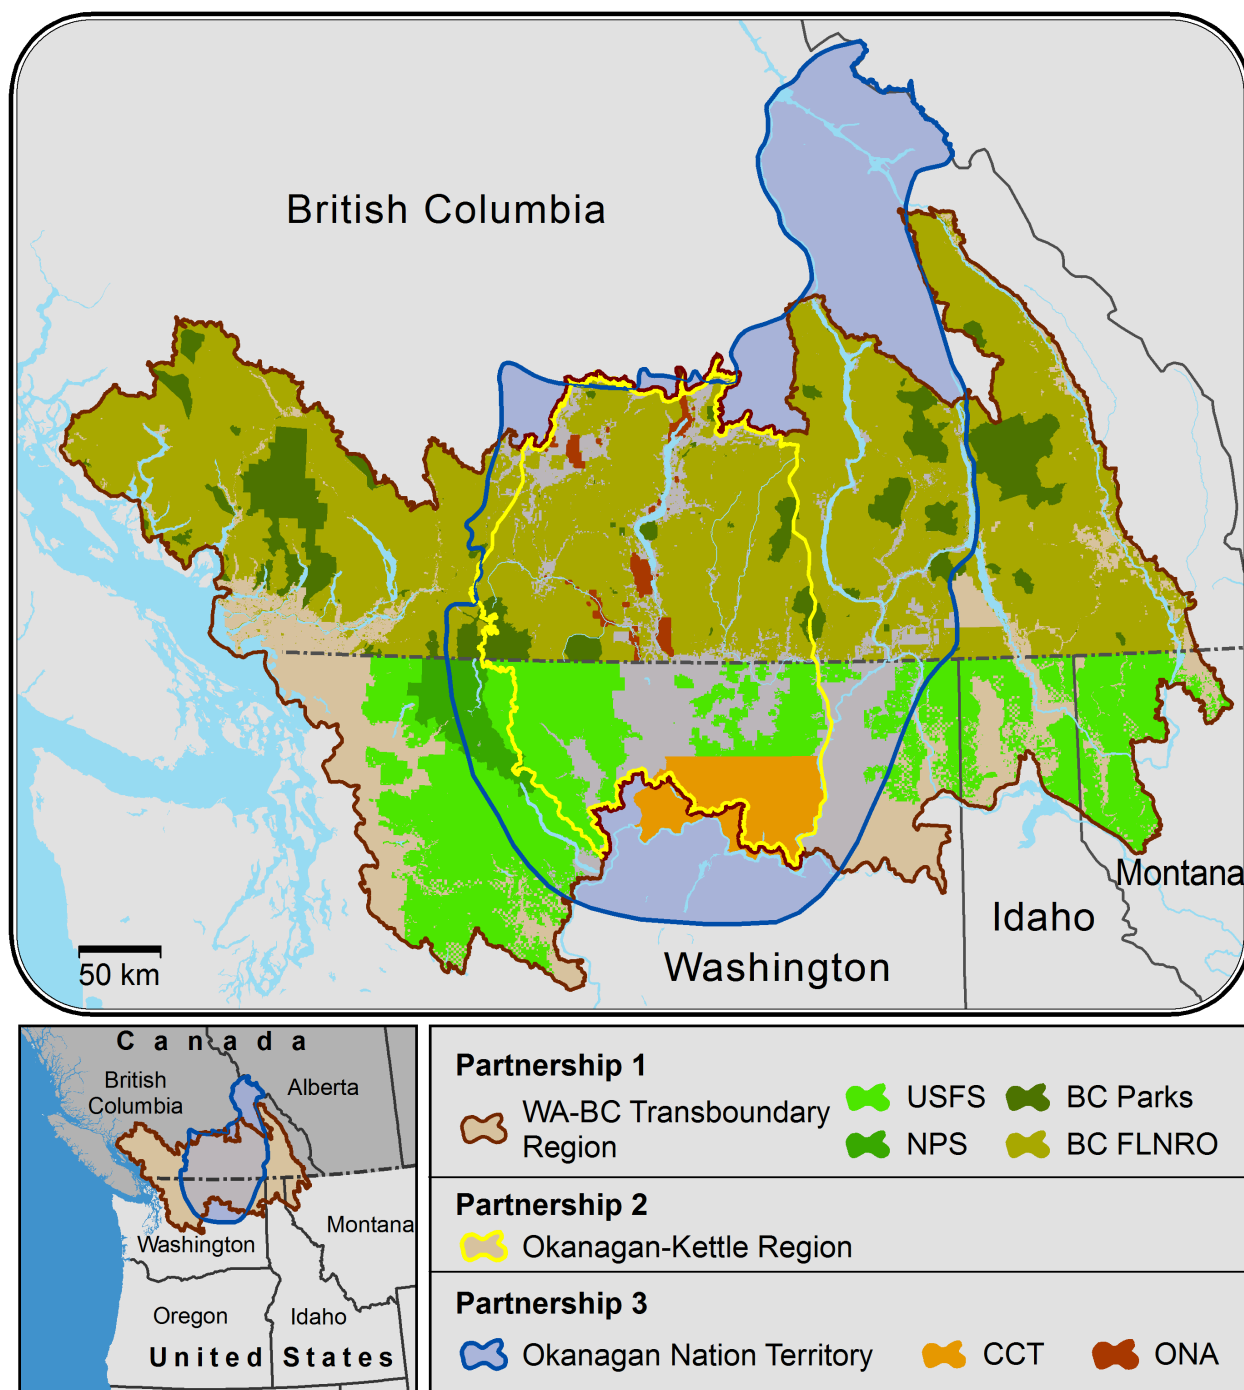 British Columbia
Montana
Idaho
Washington
50 km
Canada
British
Columbia
Alberta
Montana
Washington
Oregon
Idaho
United States
Partnership 1
WA-BC Transboundary
Region
USFS
BC Parks
NPS
BC FLNRO
Partnership 2
Okanagan-Kettle Region
Partnership 3
Okanagan Nation Territory
CCT
ONA